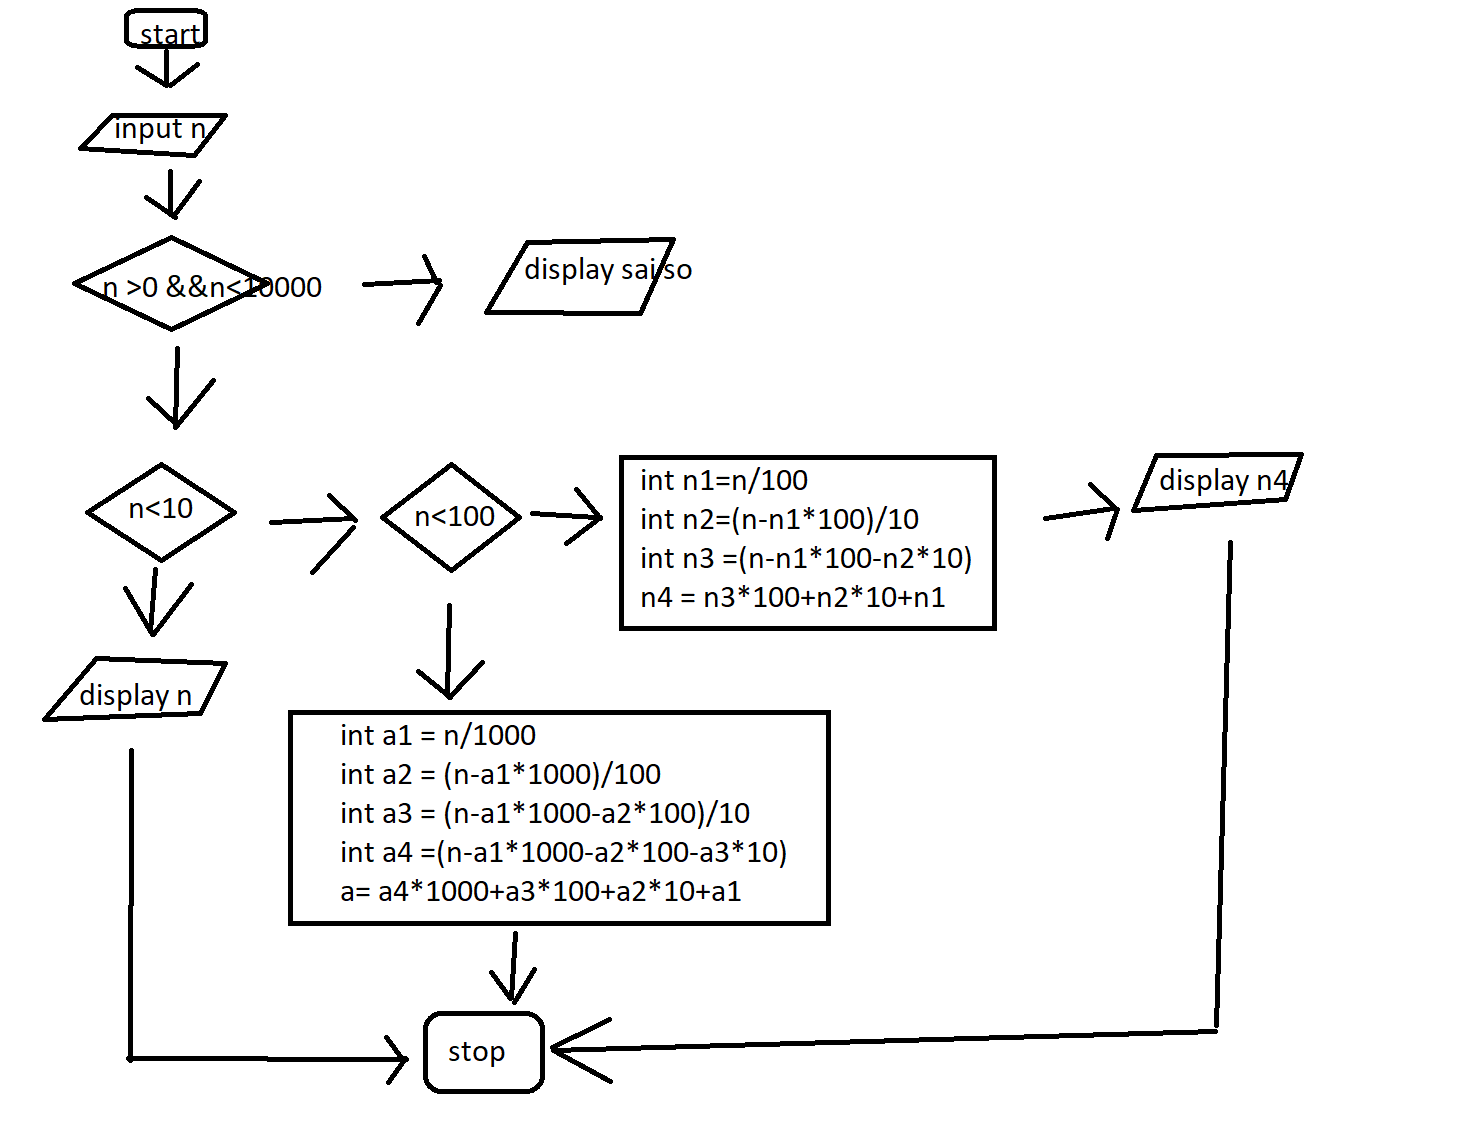 start
input n
n >0 &&n<10000
display sai so
n<10
n<100
int n1=n/100
int n2=(n-n1*100)/10
int n3 =(n-n1*100-n2*10)
n4 = n3*100+n2*10+n1
display n4
display n
int a1 = n/1000
int a2 = (n-a1*1000)/100
int a3 = (n-a1*1000-a2*100)/10
int a4 =(n-a1*1000-a2*100-a3*10)
a= a4*1000+a3*100+a2*10+a1
stop